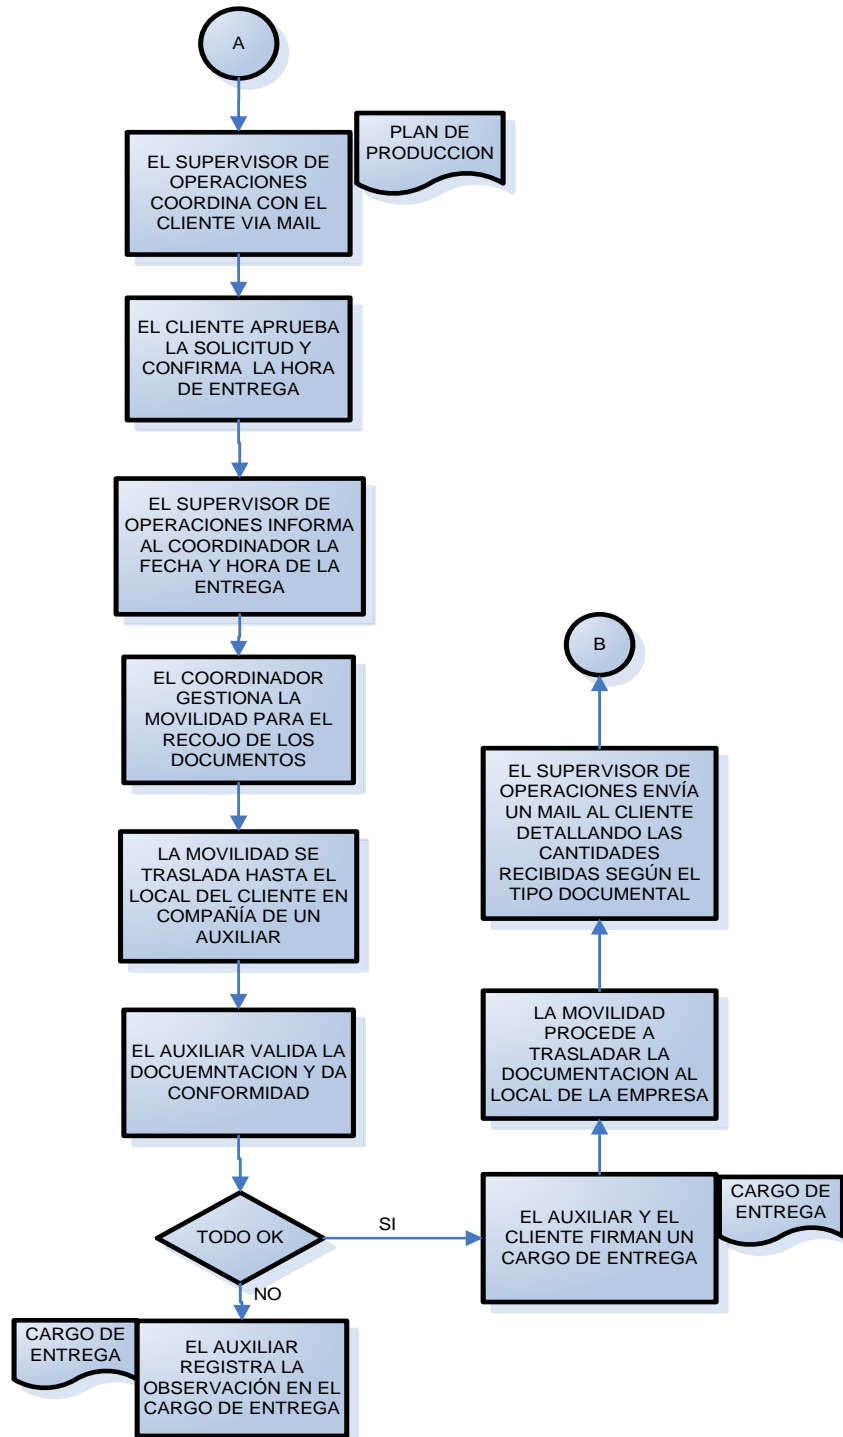 A
EL SUPERVISOR DE
OPERACIONES
COORDINA CON EL
CLIENTE VIA MAIL
PLAN DE
PRODUCCION
EL CLIENTE APRUEBA
LA SOLICITUD Y
CONFIRMA LA HORA
DE ENTREGA
EL SUPERVISOR DE
OPERACIONES INFORMA
AL COORDINADOR LA
FECHA Y HORA DE LA
ENTREGA
EL COORDINADOR
GESTIONA LA
MOVILIDAD PARA EL
RECOJO DE LOS
DOCUMENTOS
LA MOVILIDAD SE
TRASLADA HASTA EL
LOCAL DEL CLIENTE EN
COMPAÑÍA DE UN
AUXILIAR
EL AUXILIAR VALIDA LA
DOCUEMNTACION Y DA
CONFORMIDAD
TODO OK
SI
NO
CARGO DE
ENTREGA
EL AUXILIAR
REGISTRA LA
OBSERVACIÓN EN EL
CARGO DE ENTREGA
EL AUXILIAR Y EL
CLIENTE FIRMAN UN
CARGO DE ENTREGA
CARGO DE
ENTREGA
LA MOVILIDAD
PROCEDE A
TRASLADAR LA
DOCUMENTACION AL
LOCAL DE LA EMPRESA
EL SUPERVISOR DE
OPERACIONES ENVÍA
UN MAIL AL CLIENTE
DETALLANDO LAS
CANTIDADES
RECIBIDAS SEGÚN EL
TIPO DOCUMENTAL
B